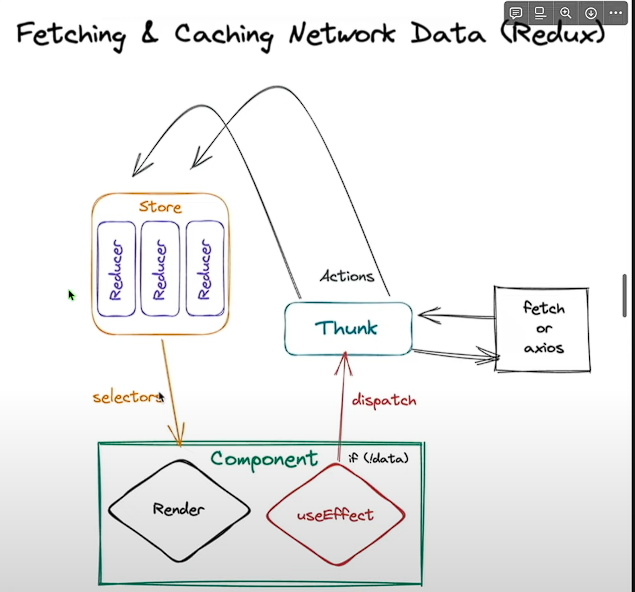 Fetching & Caching Network Data (Redux)
Store
Reducer
Reducer
Reducer
Actions
Thunk
fetch
or
axios
selectors
dispatch
Component
if (!data)
Render
useEffect